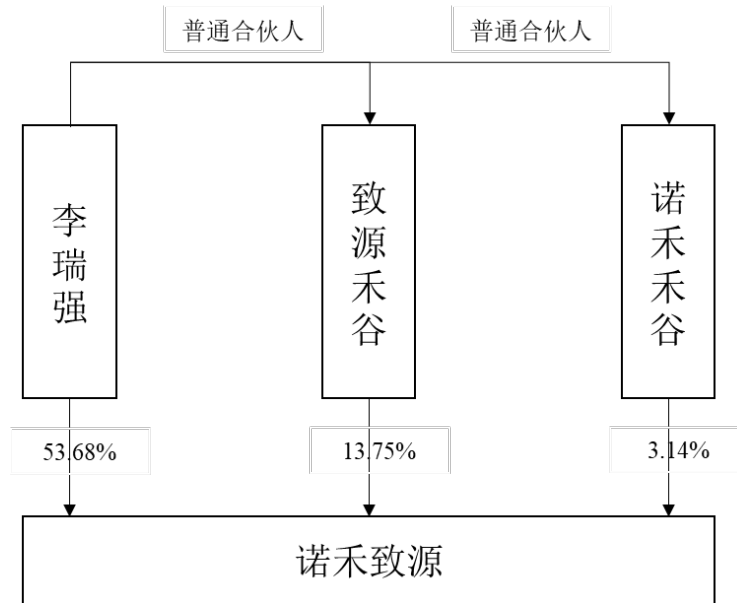 普通合伙人
普通合伙人
李瑞强
致源禾谷
诺禾禾谷
53.68%
13.75%
3.14%
诺禾致源